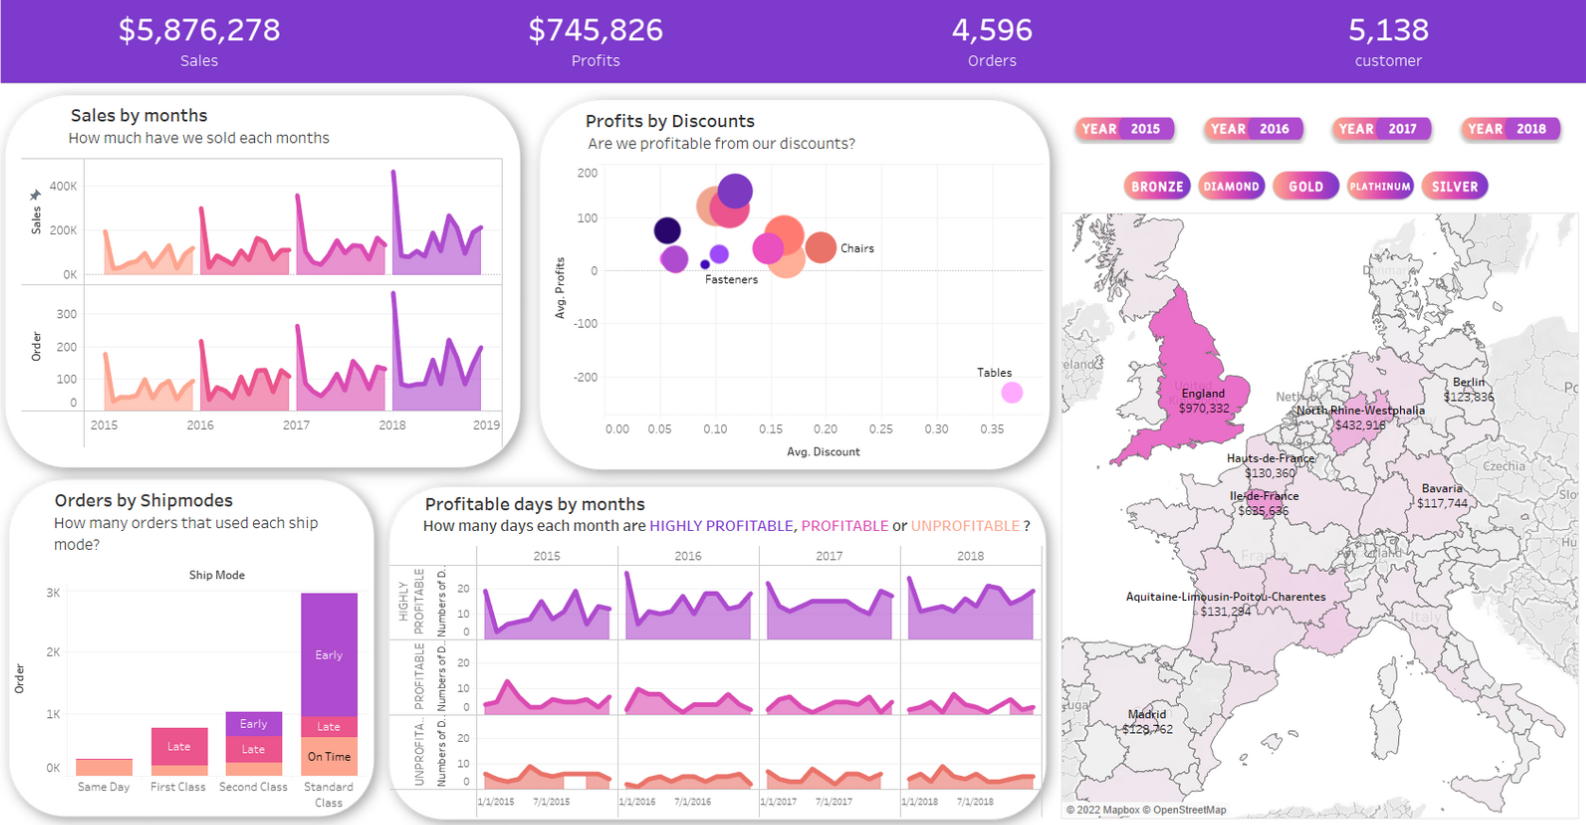 $5,876,278
Sales
$745,826
Profits
4,596
Orders
5,138
customer
Sales by months
How much have we sold each months
Sales
400K
200K
0K
Order
300
200
100
0
2015
2016
2017
2018
2019
Profits by Discounts
Are we profitable from our discounts?
Avg. Profits
200
100
0
-100
-200
Chairs
Fasteners
Tables
0.00
0.05
0.10
0.15
0.20
0.25
0.30
0.35
Avg. Discount
YEAR 2015
YEAR 2016
YEAR 2017
YEAR 2018
BRONZE
DIAMOND
GOLD
PLATHINUM
SILVER
Orders by Shipmodes
How many orders that used each ship
mode?
Ship Mode
Order
3K
2K
1K
0K
Early
Late
On Time
Early
Late
Late
Same Day
First Class
Second Class
Standard
Class
Profitable days by months
How many days each month are HIGHLY PROFITABLE, PROFITABLE or UNPROFITABLE ?
2015
2016
2017
2018
HIGHLY
PROFITABLE
Numbers of D..
20
10
0
PROFITABLE
Numbers of D..
20
10
0
UNPROFITA..
Numbers of D..
20
10
0
1/1/2015
7/1/2015
1/1/2016
7/1/2016
1/1/2017
7/1/2017
1/1/2018
7/1/2018
Denmark
United
England
$970,332
Berlin
$123,836
North Rhine-Westphalia
$432,916
Hauts-de-France
$130,360
Ile-de-France
$635,636
Bavaria
$117,744
Czechia
France
Aquitaine-Limousin-Poitou-Charentes
$131,294
Italy
Madrid
$128,762
© 2022 Mapbox © OpenStreetMap